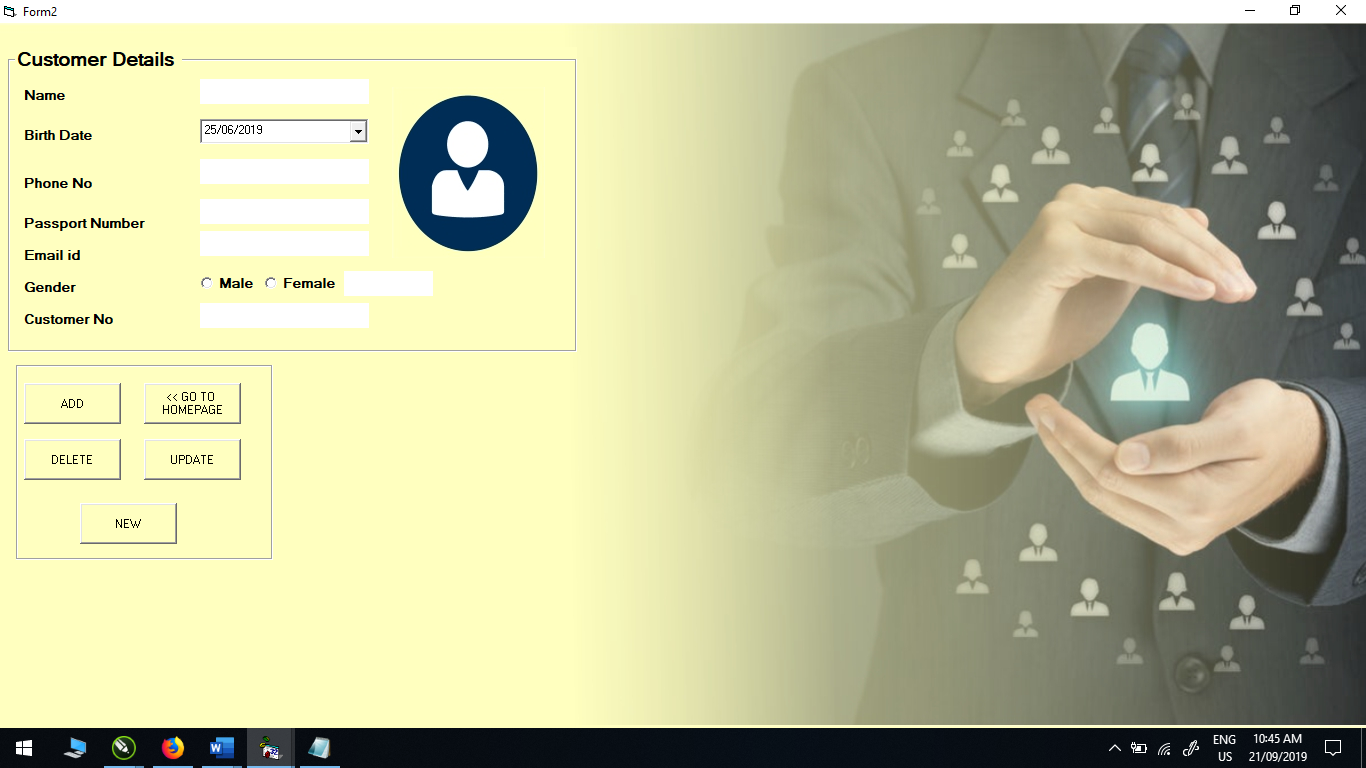 Form2
Customer Details
Name
Birth Date
25/06/2019
Phone No
Passport Number
Email id
Gender
Male
Female
Customer No
ADD
<< GO TO
HOMEPAGE
DELETE
UPDATE
NEW
W
ENG
US
10:45 AM
21/09/2019